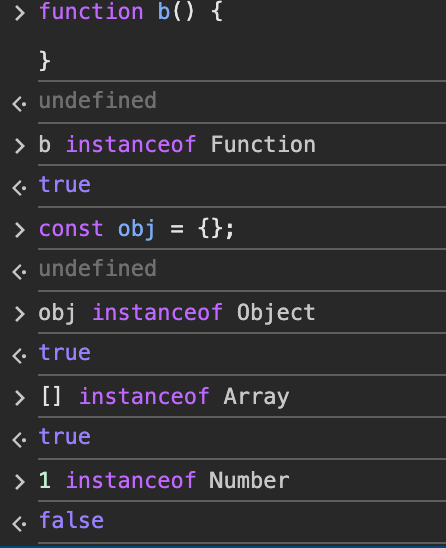 > function b() {
}
<· undefined
> b instanceof Function
<· true
> const obj = {};
<· undefined
> obj instanceof Object
<· true
> [] instanceof Array
<· true
> 1 instanceof Number
<· false